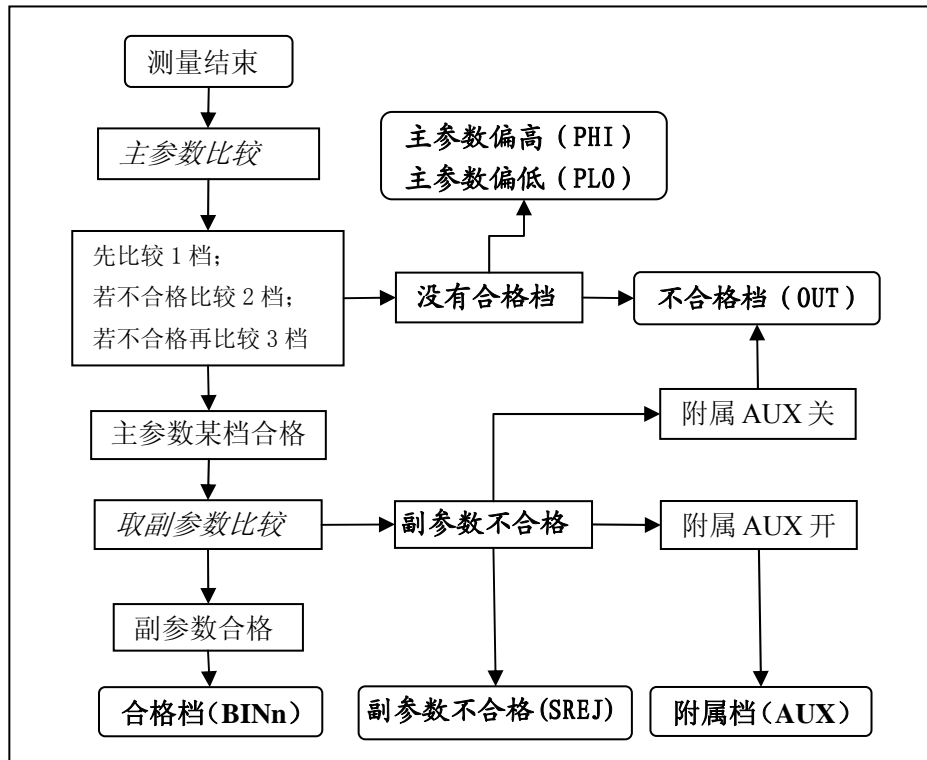 测量结束
主参数比较
主参数偏高（PHI）
主参数偏低（PLO）
先比较 1 档；
若不合格比较 2 档；
若不合格再比较 3 档
没有合格档
不合格档（OUT）
主参数某档合格
附属 AUX 关
取副参数比较
副参数不合格
附属 AUX 开
副参数合格
合格档（BINn）
副参数不合格(SREJ)
附属档（AUX）